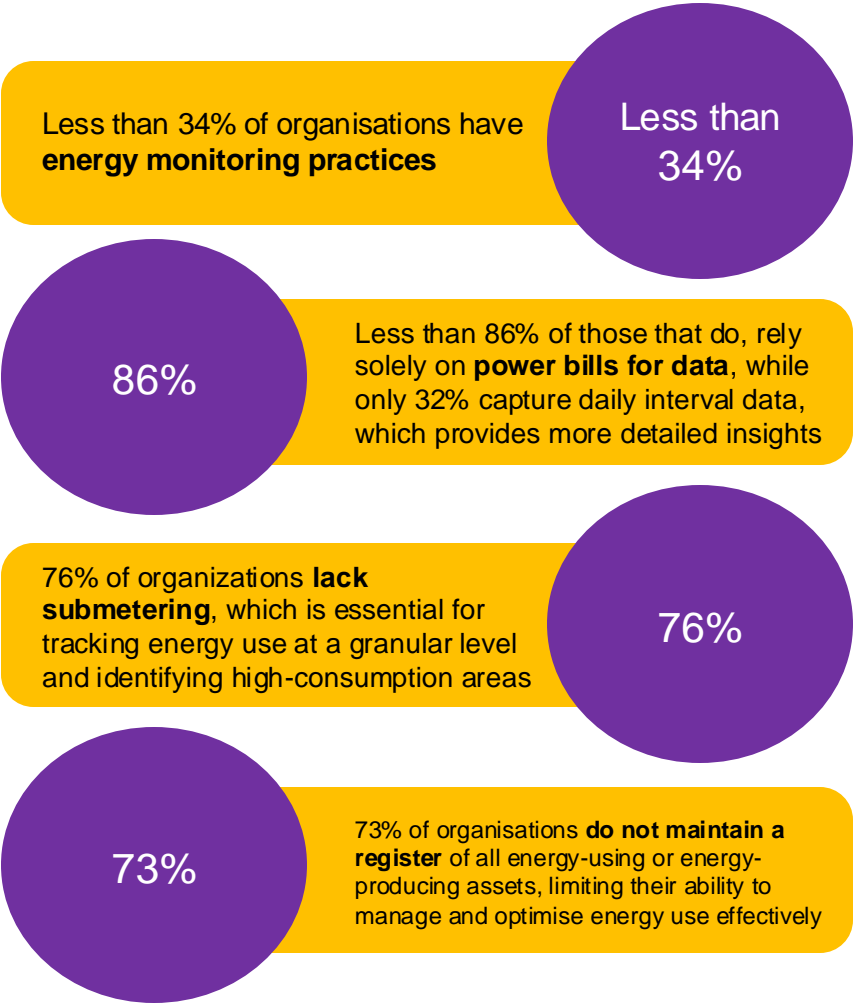 Less than 34% of organisations have
energy monitoring practices
Less than
34%
86%
Less than 86% of those that do, rely
solely on power bills for data, while
only 32% capture daily interval data,
which provides more detailed insights
76% of organizations lack
submetering, which is essential for
tracking energy use at a granular level
and identifying high-consumption areas
76%
73%
73% of organisations do not maintain a
register of all energy-using or energy-
producing assets, limiting their ability to
manage and optimise energy use effectively